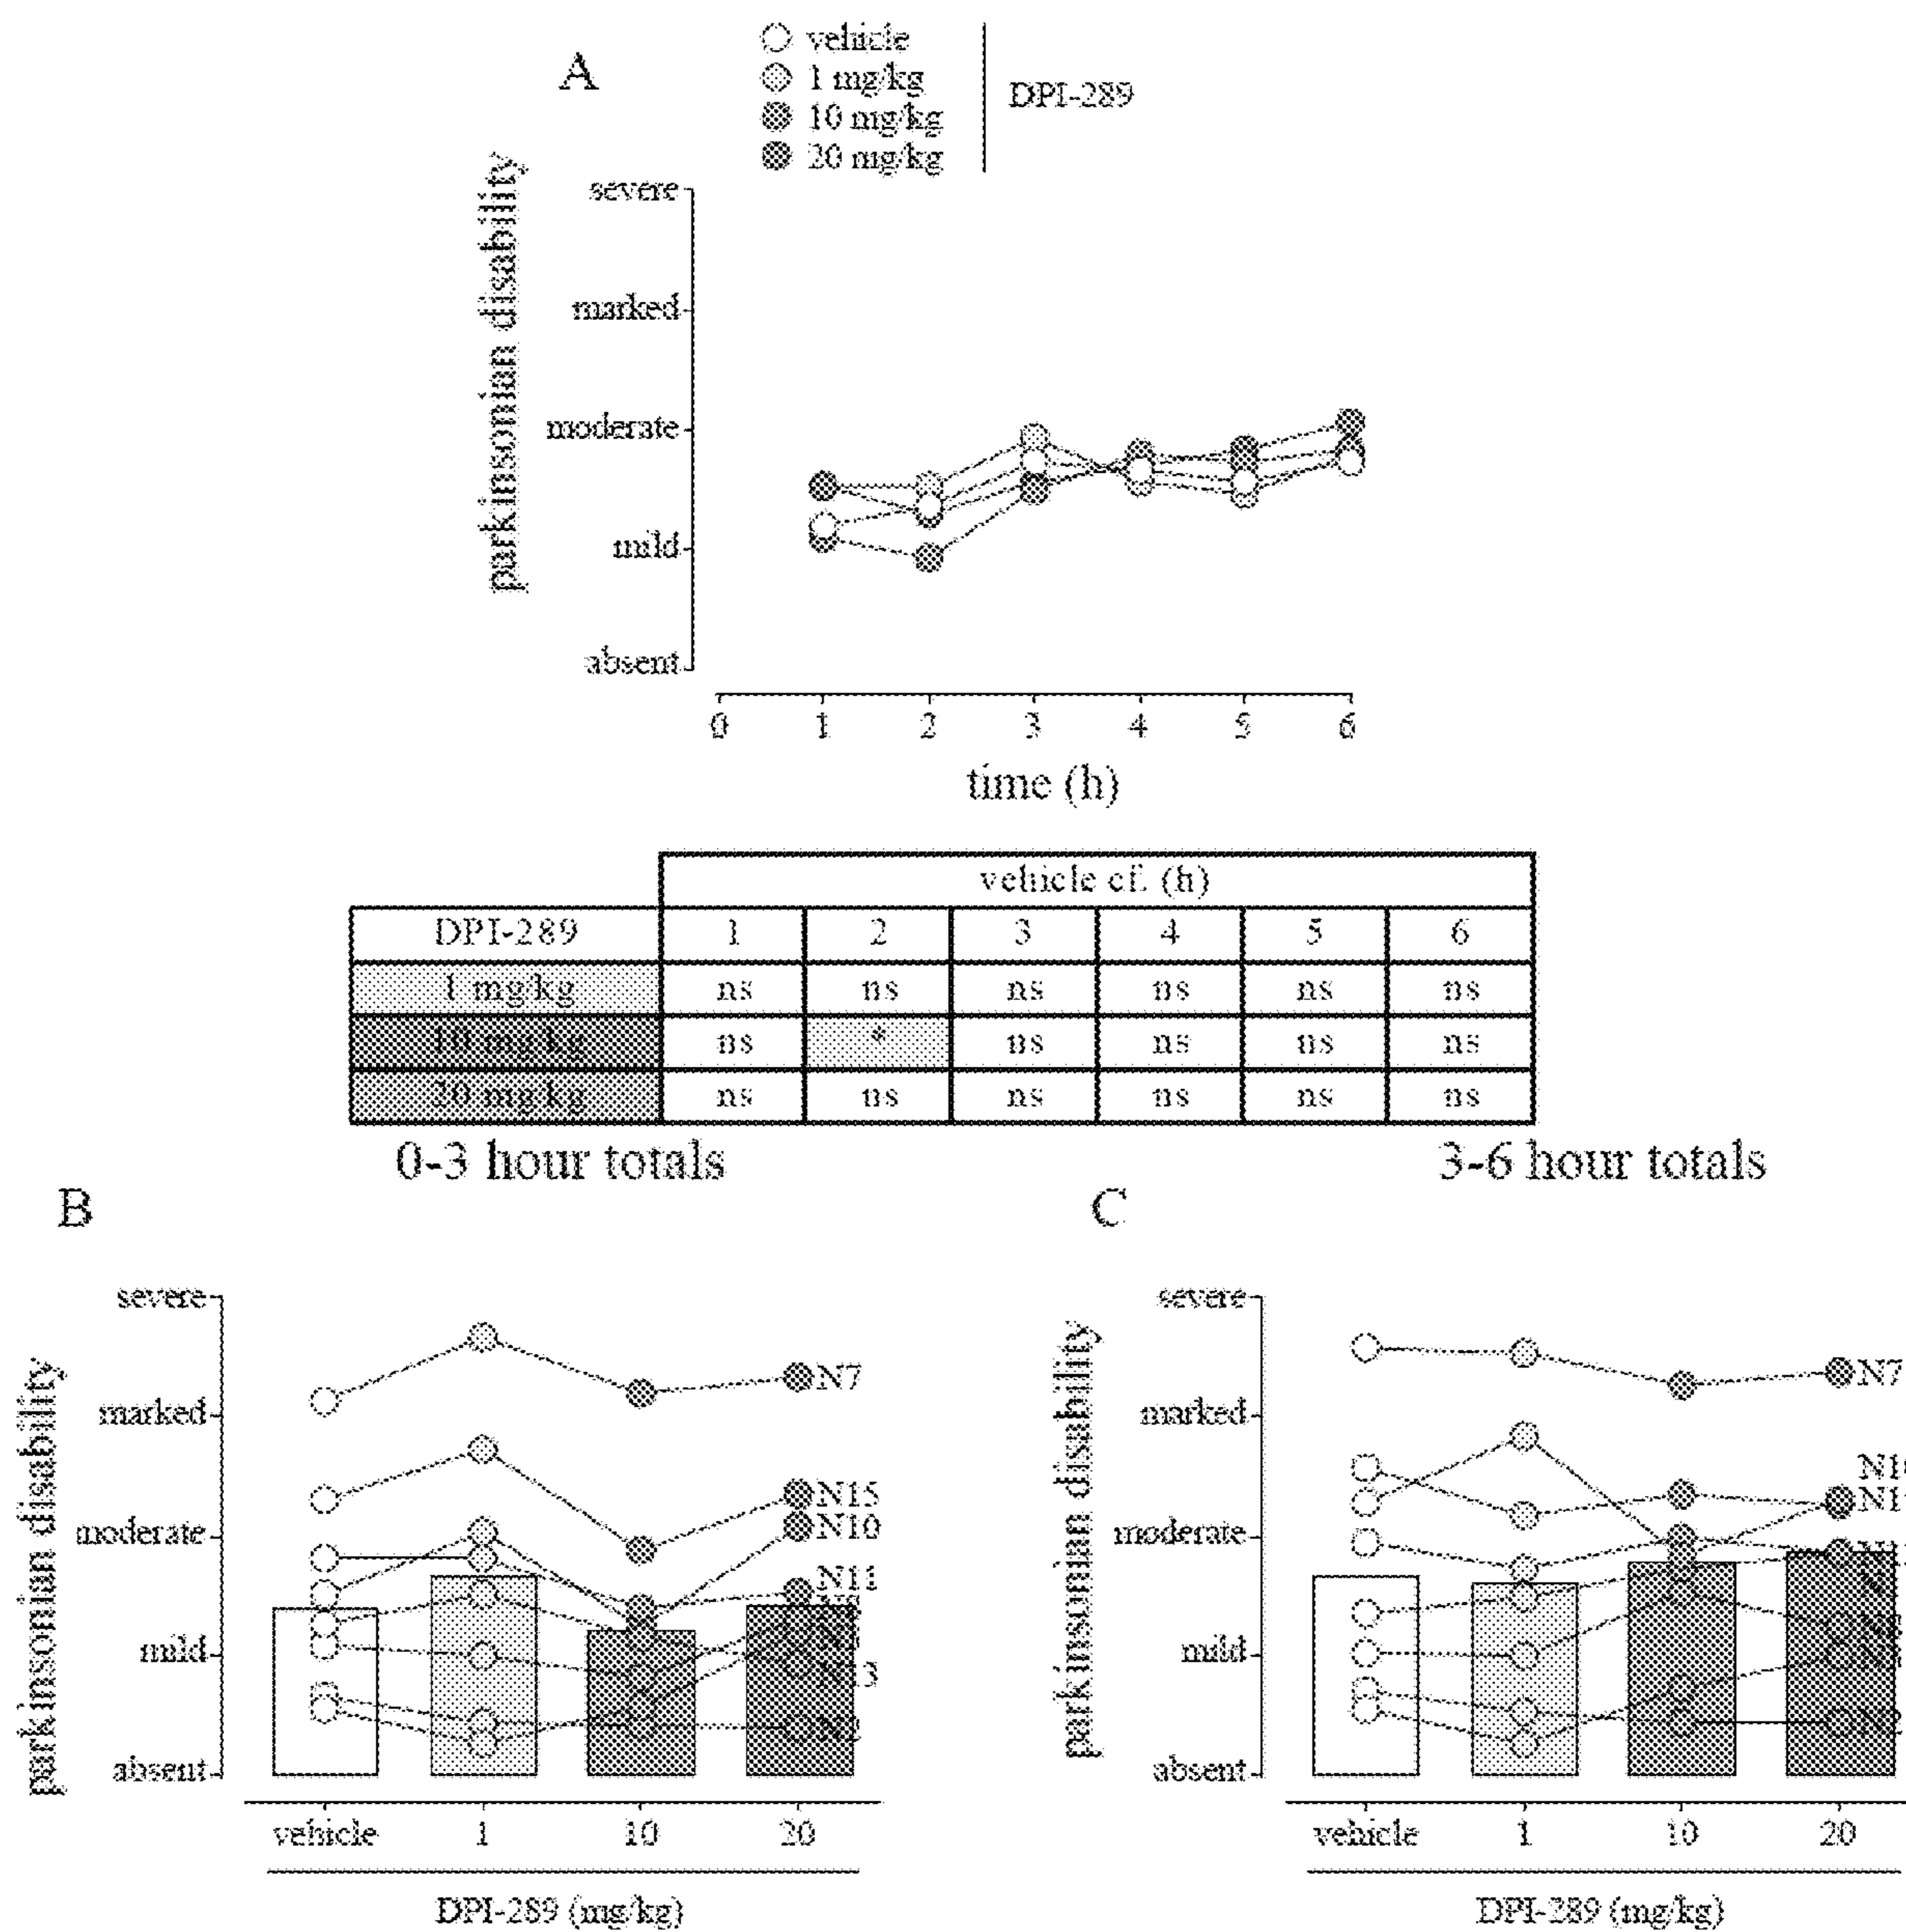 A
vehicle
1 mg/kg
10 mg/kg
20 mg/kg
DPI-289
parkinsonian disability
severe
marked
moderate
mild
absent
0 1 2 3 4 5 6
time (h)
vehicle cf. (h)
DPI-289 1 2 3 4 5 6
1 mg/kg ns ns ns ns ns ns
10 mg/kg ns * ns ns ns ns
20 mg/kg ns ns ns ns ns ns
0-3 hour totals
3-6 hour totals
B
parkinsonian disability
severe
marked
moderate
mild
absent
N7
N15
N10
N11
vehicle 1 10 20
DPI-289 (mg/kg)
C
parkinsonian disability
severe
marked
moderate
mild
absent
N7
vehicle 1 10 20
DPI-289 (mg/kg)